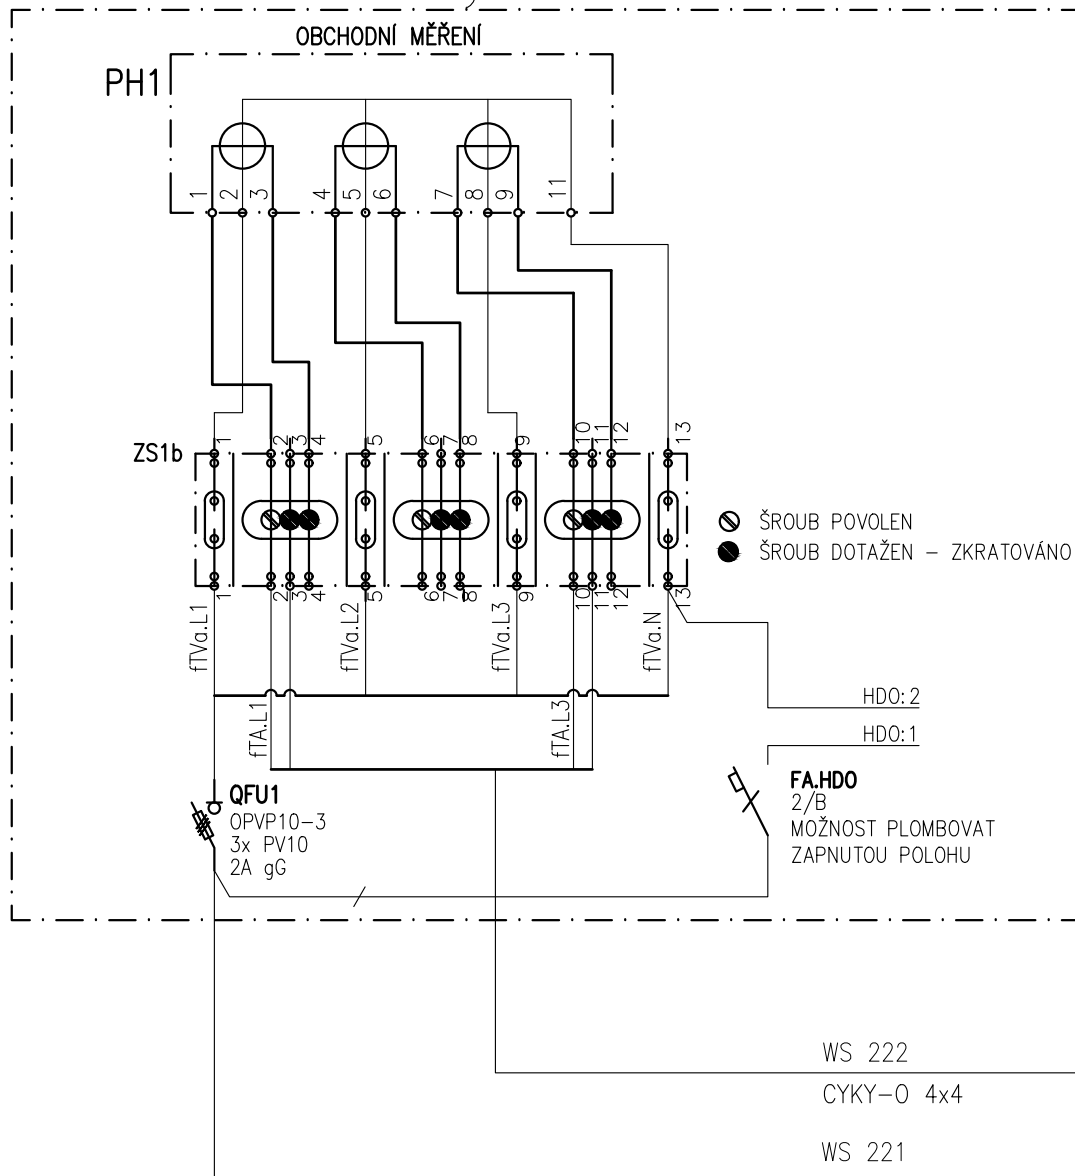 OBCHODNÍ MĚŘENÍ
PH1
1 2 3 4 5 6 7 8 9 11
ZS1b
1 2 3 4 5 6 7 8 9 10 11 12 13
ŠROUB POVOLEN
ŠROUB DOTAŽEN – ZKRATOVÁNO
1 2 3 4 5 6 7 8 9 10 11 12 13
fTVa.L1 fTVa.L2 fTVa.L3 fTVa.N
fTA.L1 fTA.L3
HDO:2
HDO:1
QFU1
OPVP10-3
3x PV10
2A gG
FA.HDO
2/B
MOŽNOST PLOMBOVAT
ZAPNUTOU POLOHU
WS 222
CYKY-O 4x4
WS 221